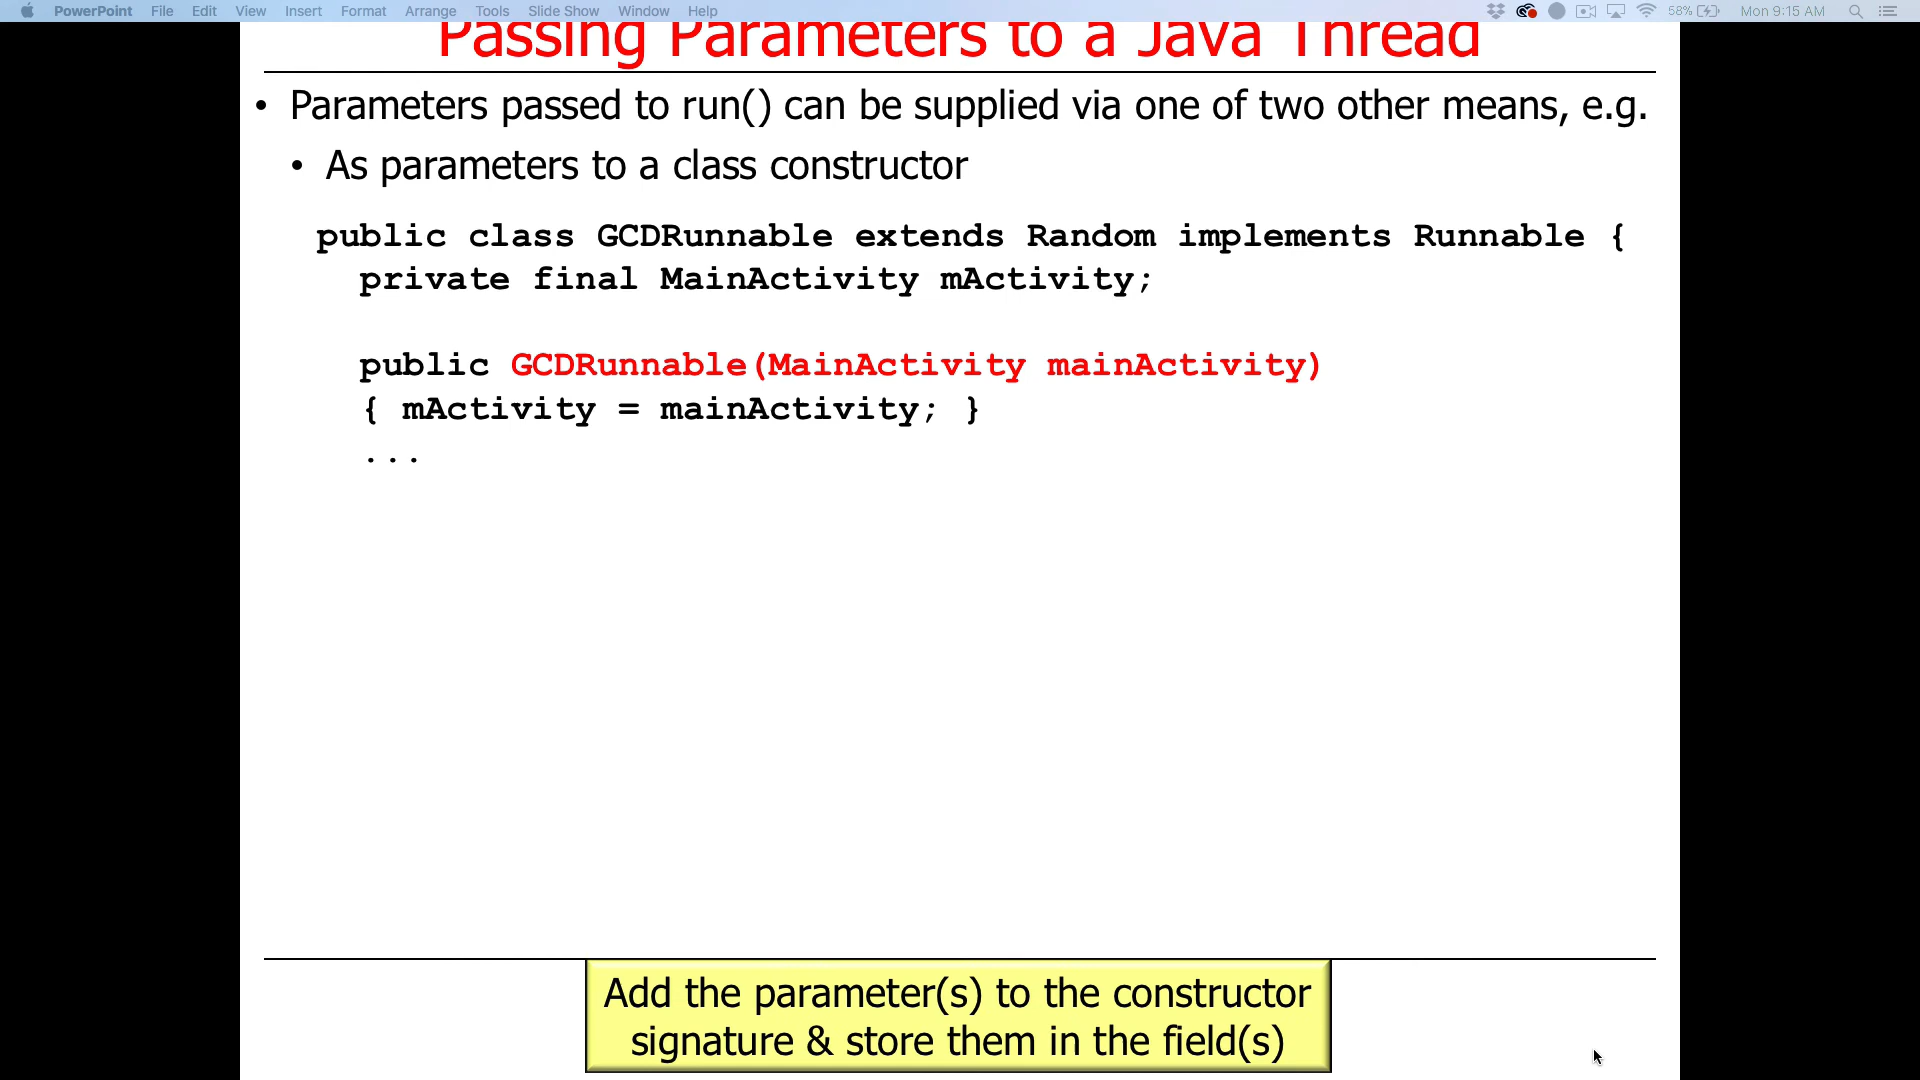 PowerPoint File Edit View Insert Format Arrange Tools Slide Show Window Help 58% Mon 9:15 AM
Passing Parameters to a Java Thread
• Parameters passed to run() can be supplied via one of two other means, e.g.
• As parameters to a class constructor
public class GCDRunnable extends Random implements Runnable {
private final MainActivity mActivity;
public GCDRunnable(MainActivity mainActivity)
{ mActivity = mainActivity; }
...
Add the parameter(s) to the constructor
signature & store them in the field(s)